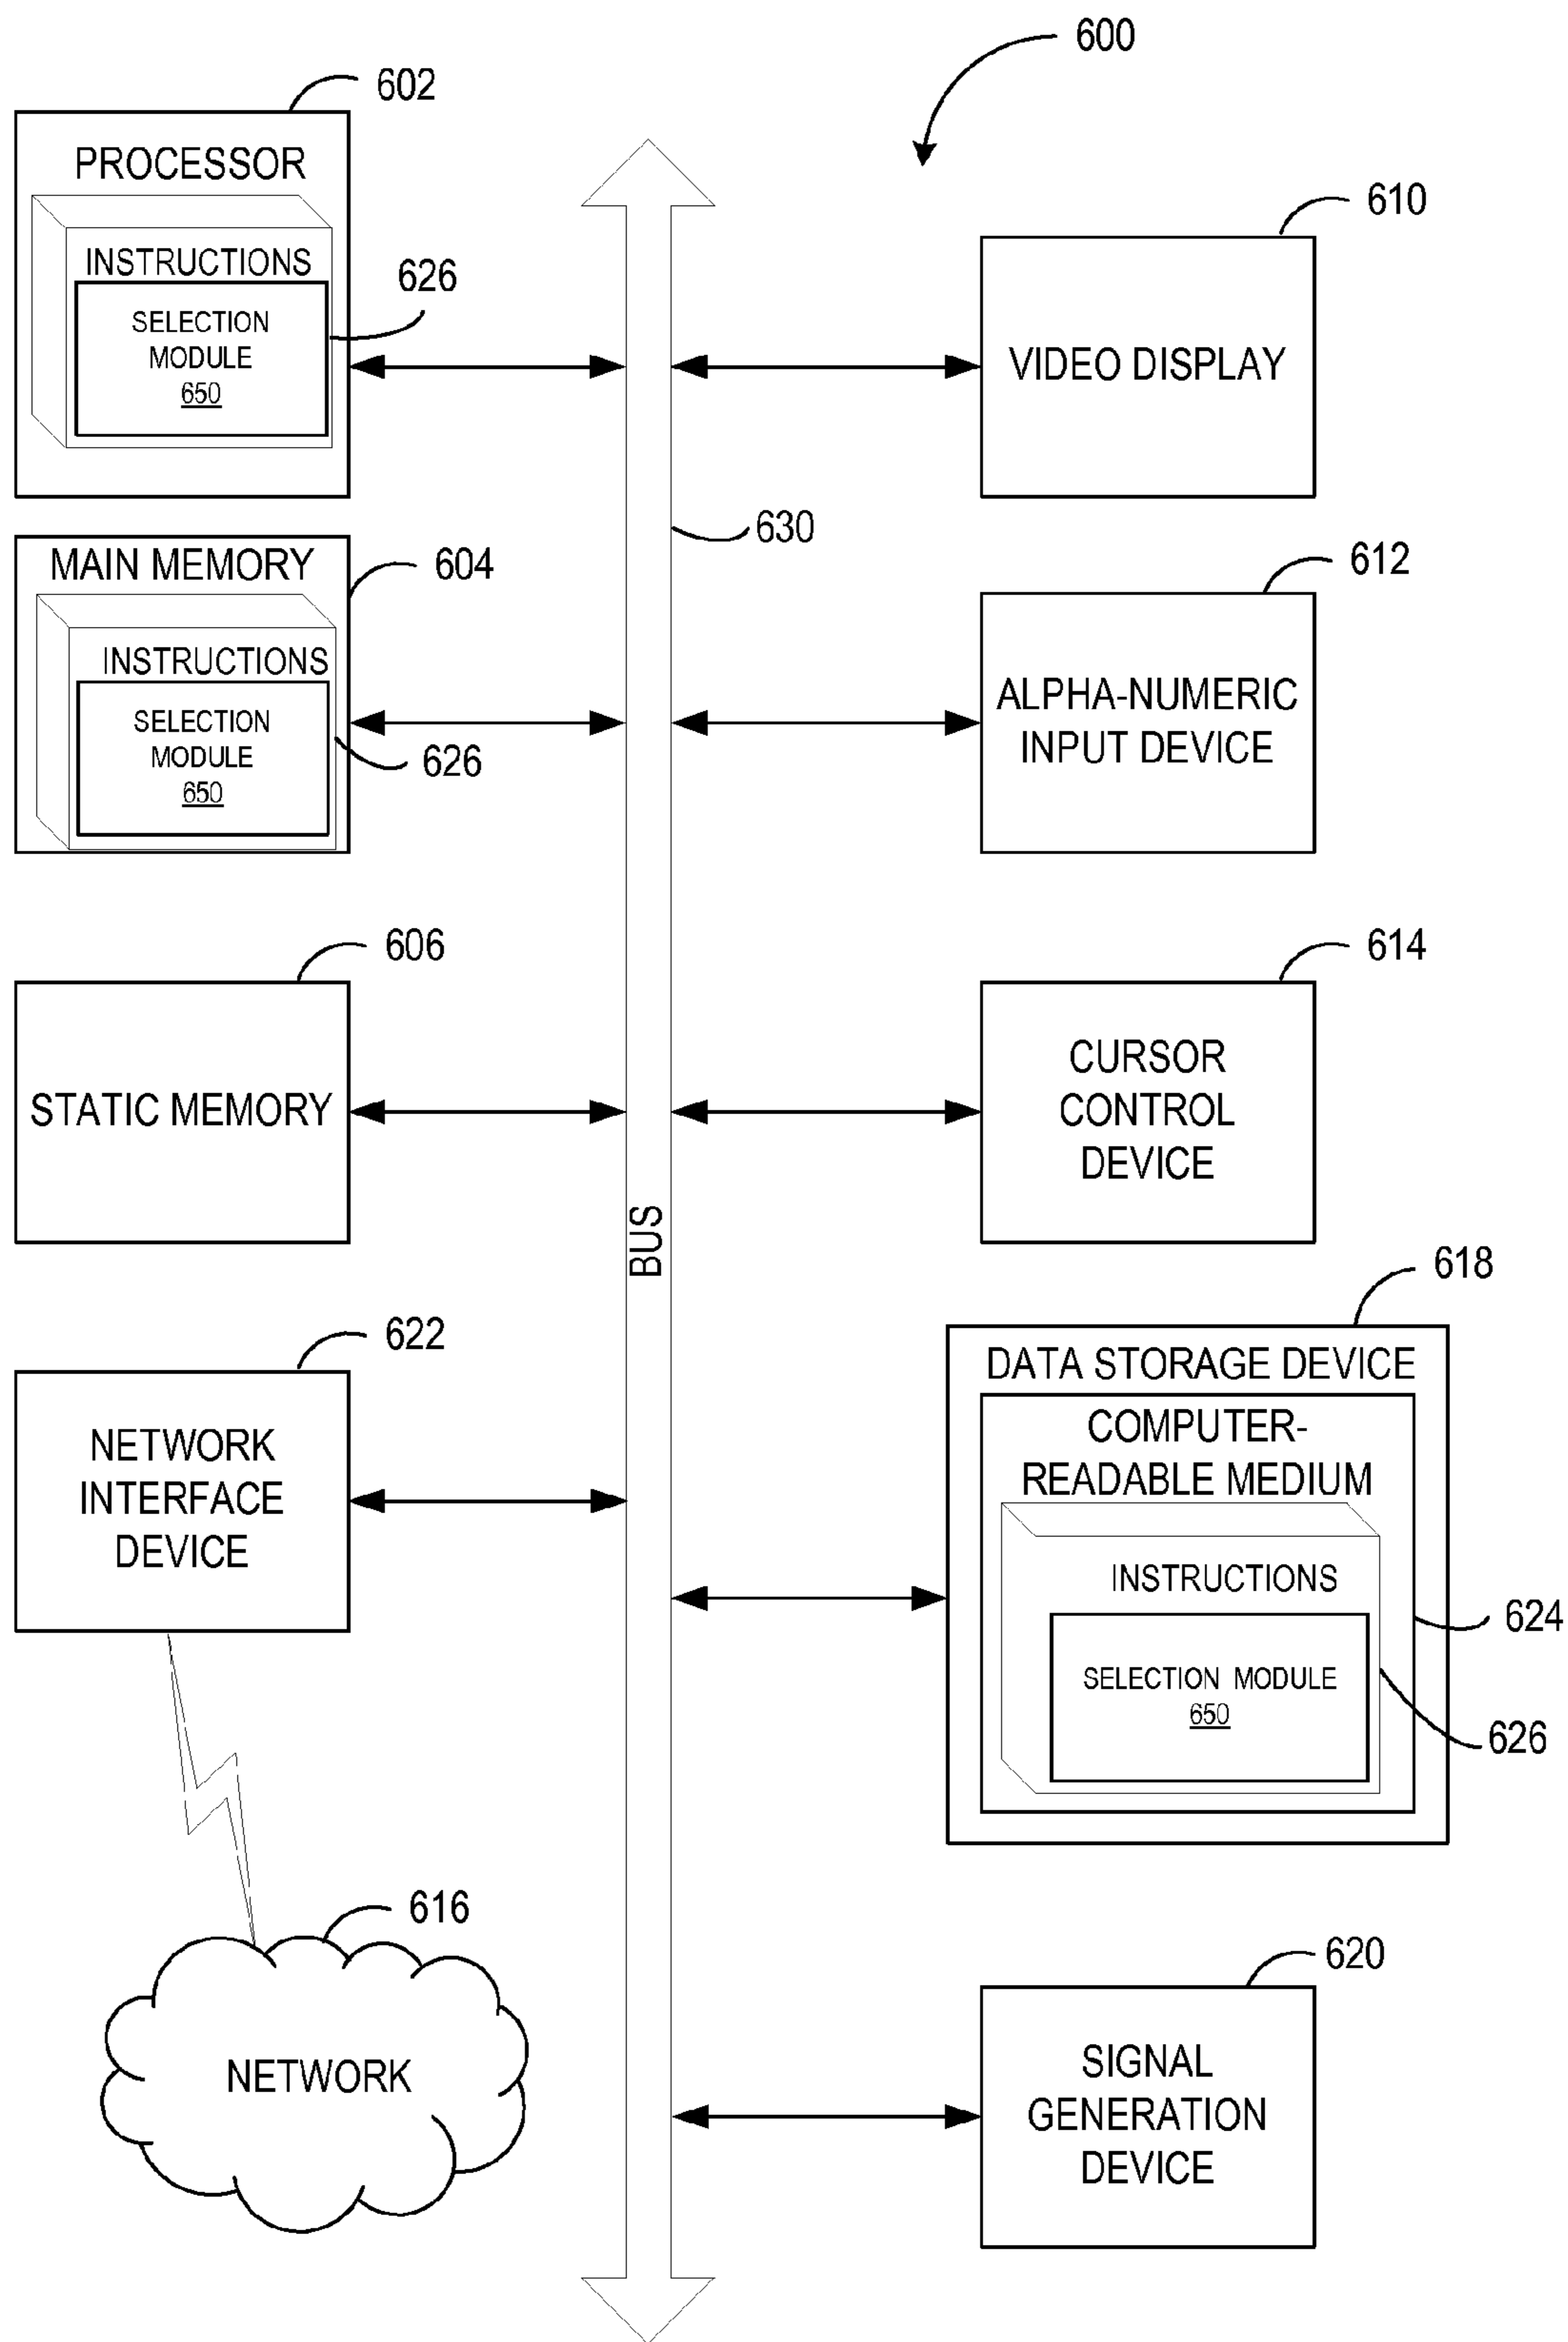 600
602
PROCESSOR
INSTRUCTIONS
626
SELECTION
MODULE
650
610
VIDEO DISPLAY
630
MAIN MEMORY
604
INSTRUCTIONS
SELECTION
MODULE
650
626
612
ALPHA-NUMERIC
INPUT DEVICE
606
STATIC MEMORY
614
CURSOR
CONTROL
DEVICE
BUS
622
NETWORK
INTERFACE
DEVICE
618
DATA STORAGE DEVICE
COMPUTER-
READABLE MEDIUM
INSTRUCTIONS
624
SELECTION MODULE
650
626
616
NETWORK
620
SIGNAL
GENERATION
DEVICE